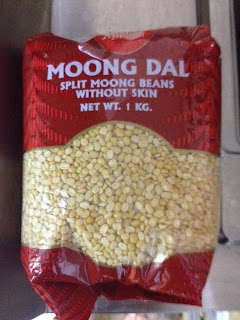 MOONG DAL
SPLIT MOONG BEANS
WITHOUT SKIN
NET WT. 1 KG.